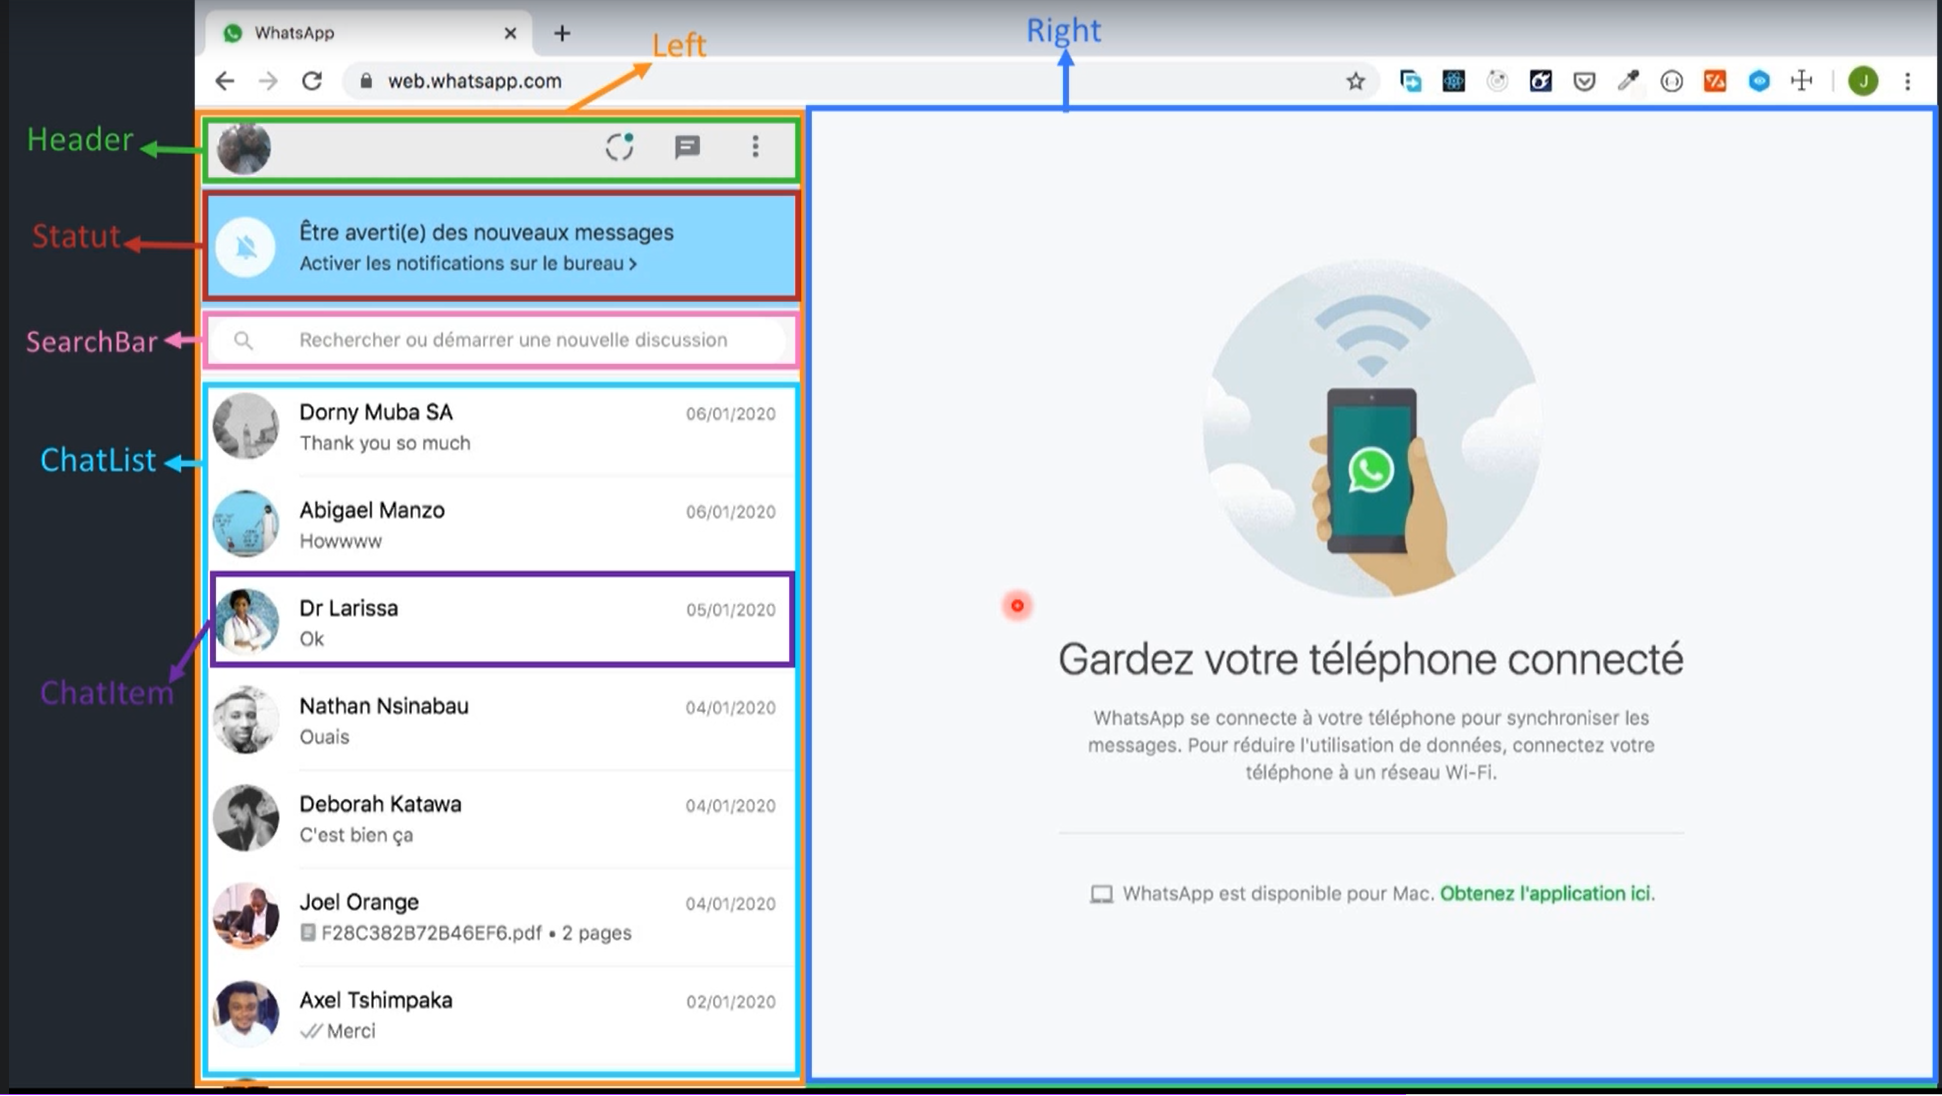 WhatsApp
Left
Right
web.whatsapp.com
J
Header
Statut
Être averti(e) des nouveaux messages
Activer les notifications sur le bureau >
SearchBar
Rechercher ou démarrer une nouvelle discussion
ChatList
Dorny Muba SA 06/01/2020
Thank you so much
Abigael Manzo 06/01/2020
Howwww
ChatItem
Dr Larissa 05/01/2020
Ok
Nathan Nsinabau 04/01/2020
Ouais
Deborah Katawa 04/01/2020
C'est bien ça
Joel Orange 04/01/2020
F28C382B72B46EF6.pdf • 2 pages
Axel Tshimpaka 02/01/2020
Merci
Gardez votre téléphone connecté
WhatsApp se connecte à votre téléphone pour synchroniser les
messages. Pour réduire l'utilisation de données, connectez votre
téléphone à un réseau Wi-Fi.
WhatsApp est disponible pour Mac. Obtenez l'application ici.